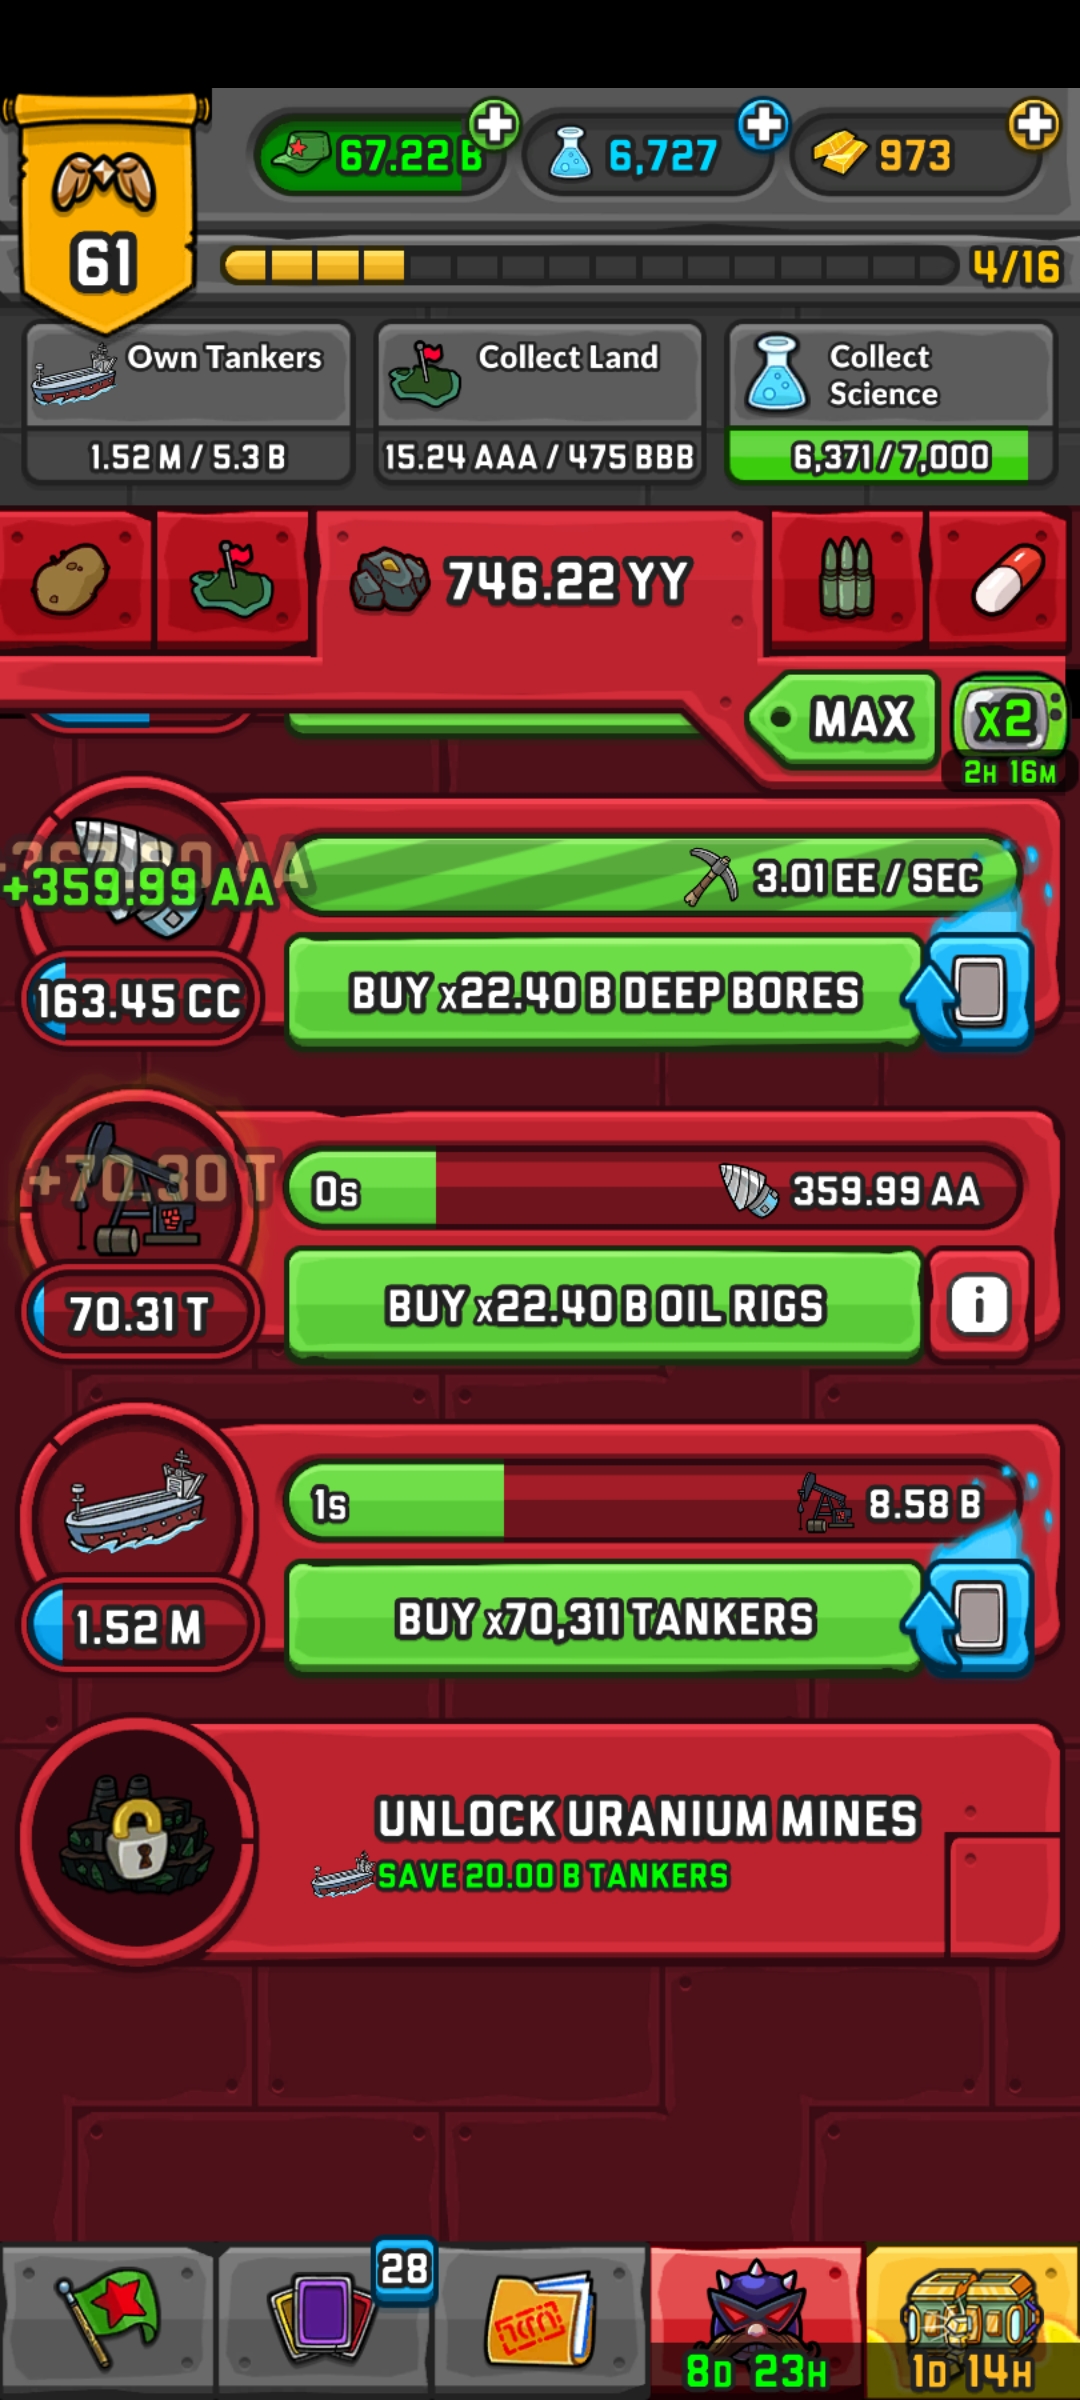 67.22 B
6,727
973
61
4/16
Own Tankers
1.52 M / 5.3 B
Collect Land
15.24 AAA / 475 BBB
Collect
Science
6,371 / 7,000
746.22 YY
MAX
x2
2H 16M
+359.99 AA
3.01 EE / SEC
163.45 CC
BUY x22.40 B DEEP BORES
+70.30 T
0s
359.99 AA
70.31 T
BUY x22.40 B OIL RIGS
i
1s
8.58 B
1.52 M
BUY x70,311 TANKERS
UNLOCK URANIUM MINES
SAVE 20.00 B TANKERS
28
8D 23H
1D 14H